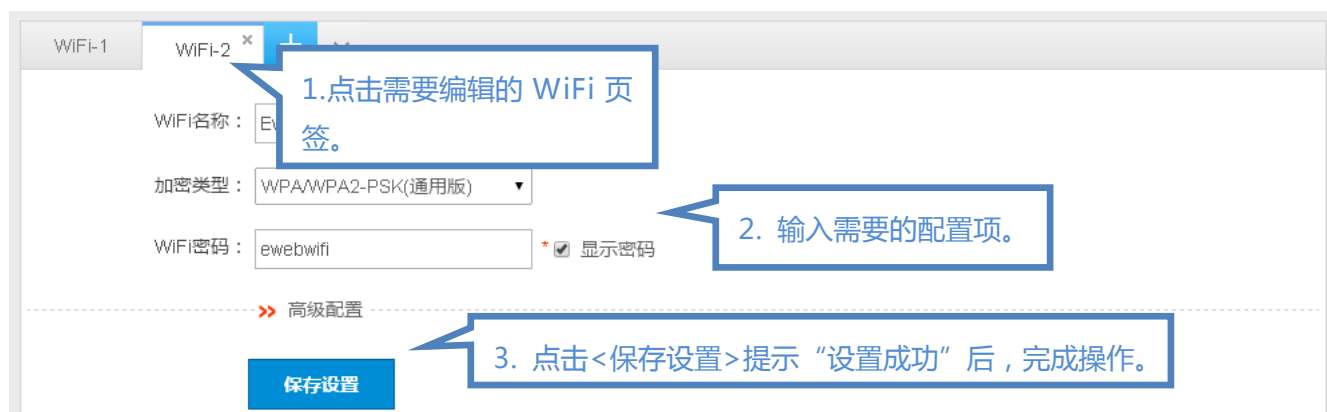 WiFi-1
WiFi-2
1.点击需要编辑的 WiFi 页
签。
WiFi名称：
加密类型： WPA/WPA2-PSK(通用版)
2. 输入需要的配置项。
WiFi密码： ewebwifi * 显示密码
高级配置
3. 点击<保存设置>提示“设置成功”后，完成操作。
保存设置